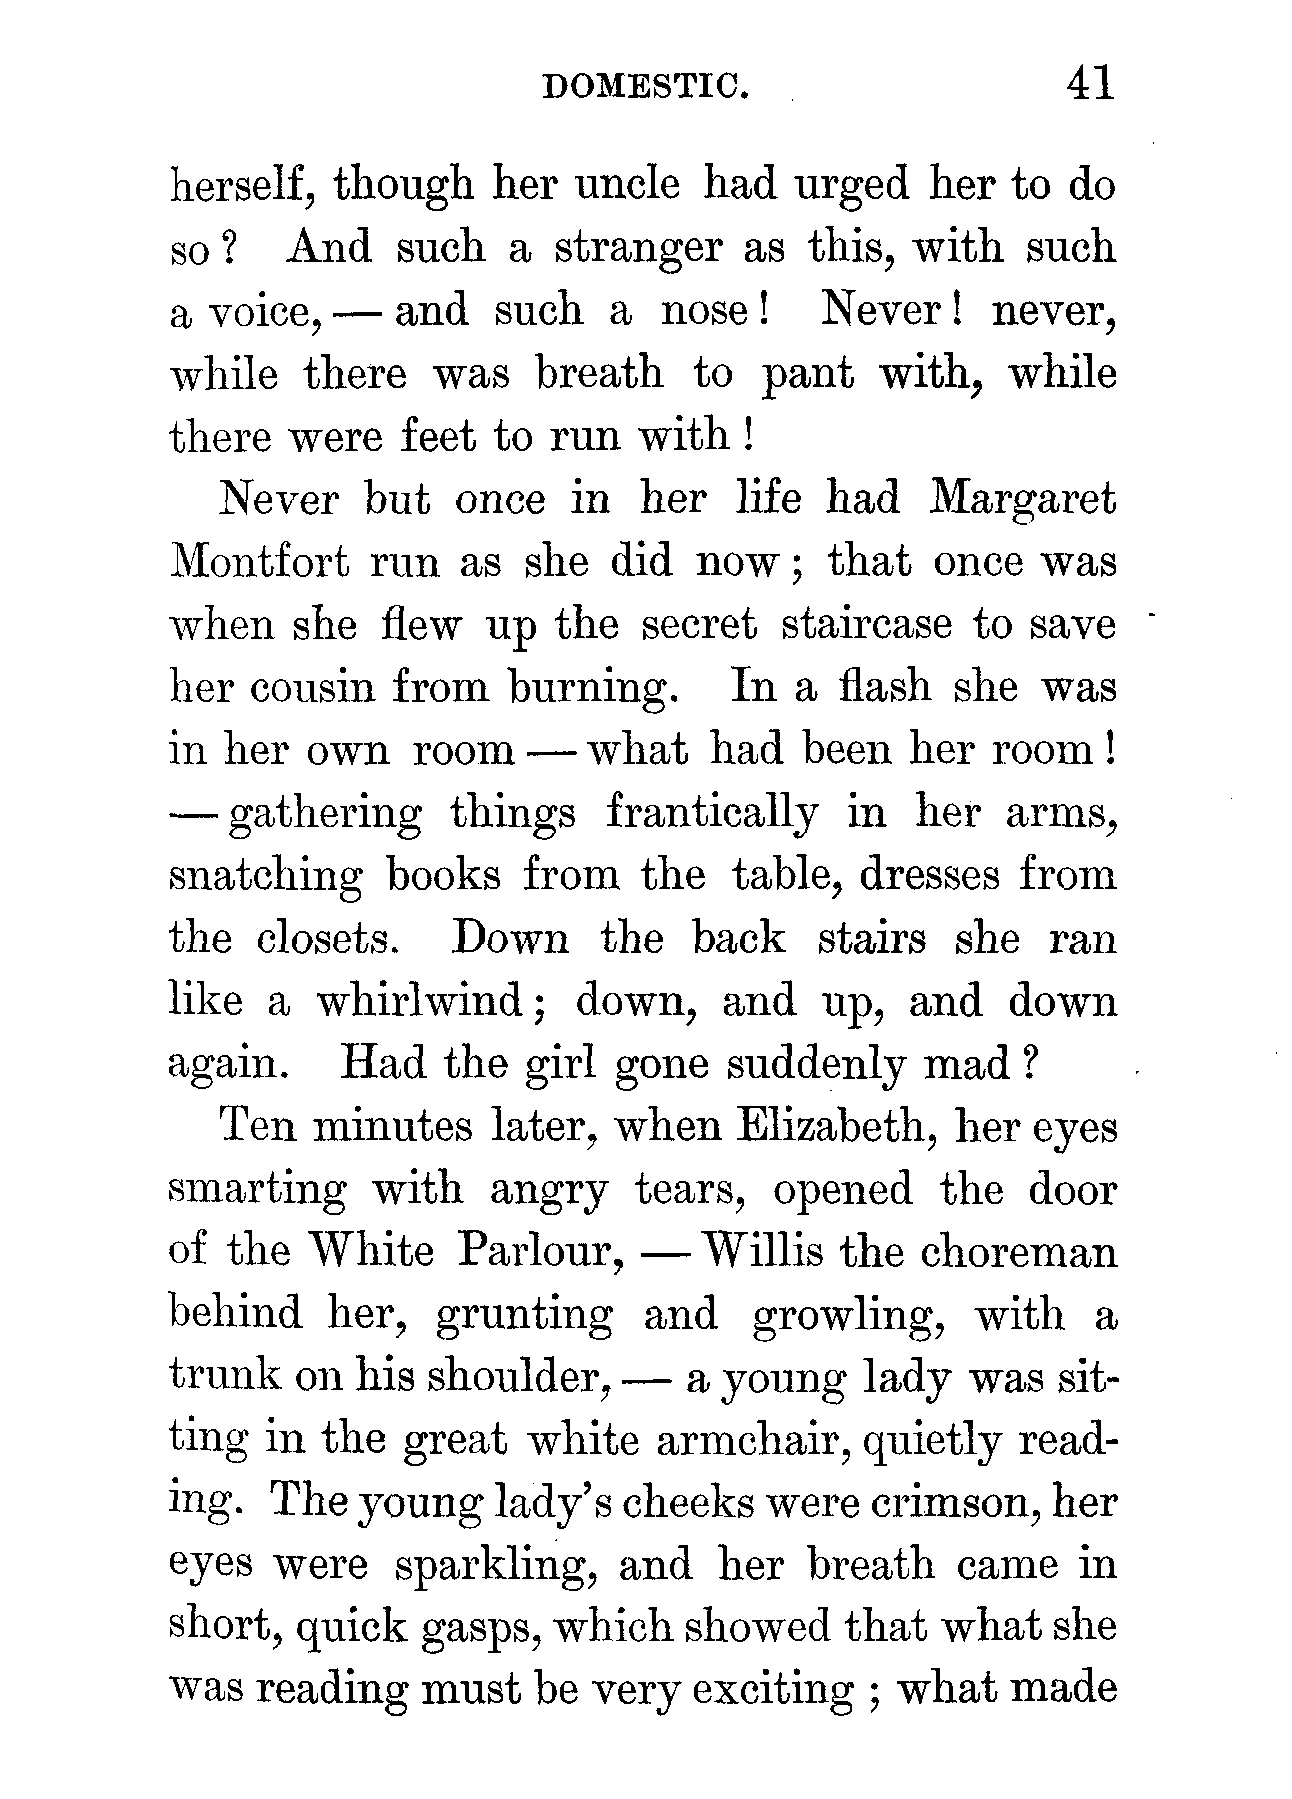 DOMESTIC. 41
herself, though her uncle had urged her to do
so? And such a stranger as this, with such
a voice, — and such a nose! Never! never,
while there was breath to pant with, while
there were feet to run with!
Never but once in her life had Margaret
Montfort run as she did now; that once was
when she flew up the secret staircase to save
her cousin from burning. In a flash she was
in her own room — what had been her room!
— gathering things frantically in her arms,
snatching books from the table, dresses from
the closets. Down the back stairs she ran
like a whirlwind; down, and up, and down
again. Had the girl gone suddenly mad?
Ten minutes later, when Elizabeth, her eyes
smarting with angry tears, opened the door
of the White Parlour, — Willis the choreman
behind her, grunting and growling, with a
trunk on his shoulder, — a young lady was sit-
ting in the great white armchair, quietly read-
ing. The young lady's cheeks were crimson, her
eyes were sparkling, and her breath came in
short, quick gasps, which showed that what she
was reading must be very exciting; what made